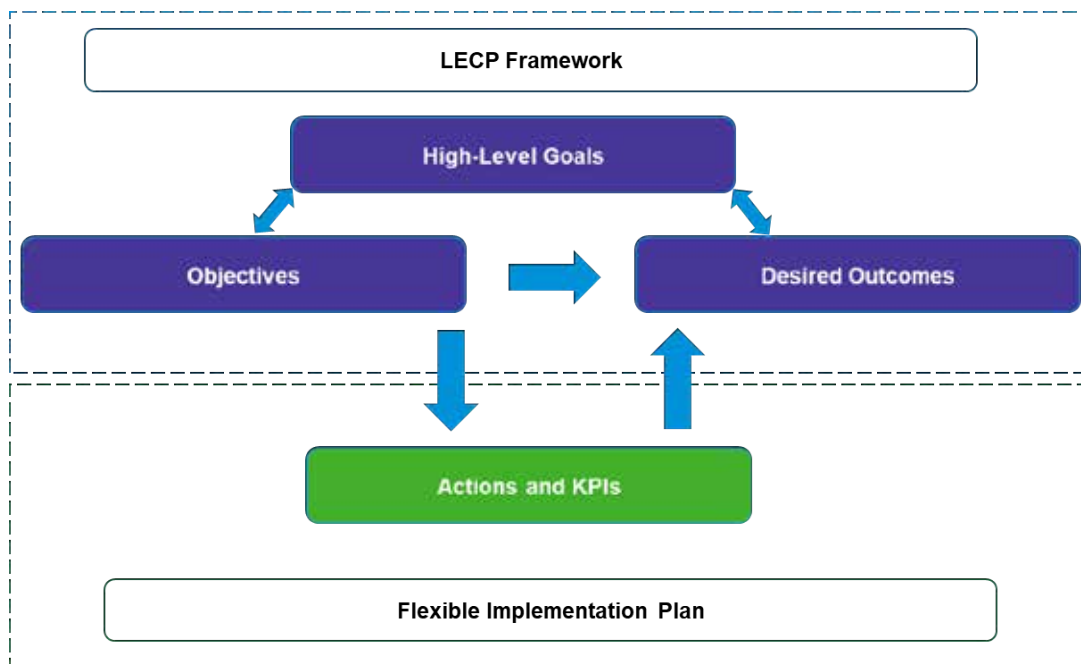 LECP Framework
High-Level Goals
Objectives
Desired Outcomes
Actions and KPIs
Flexible Implementation Plan